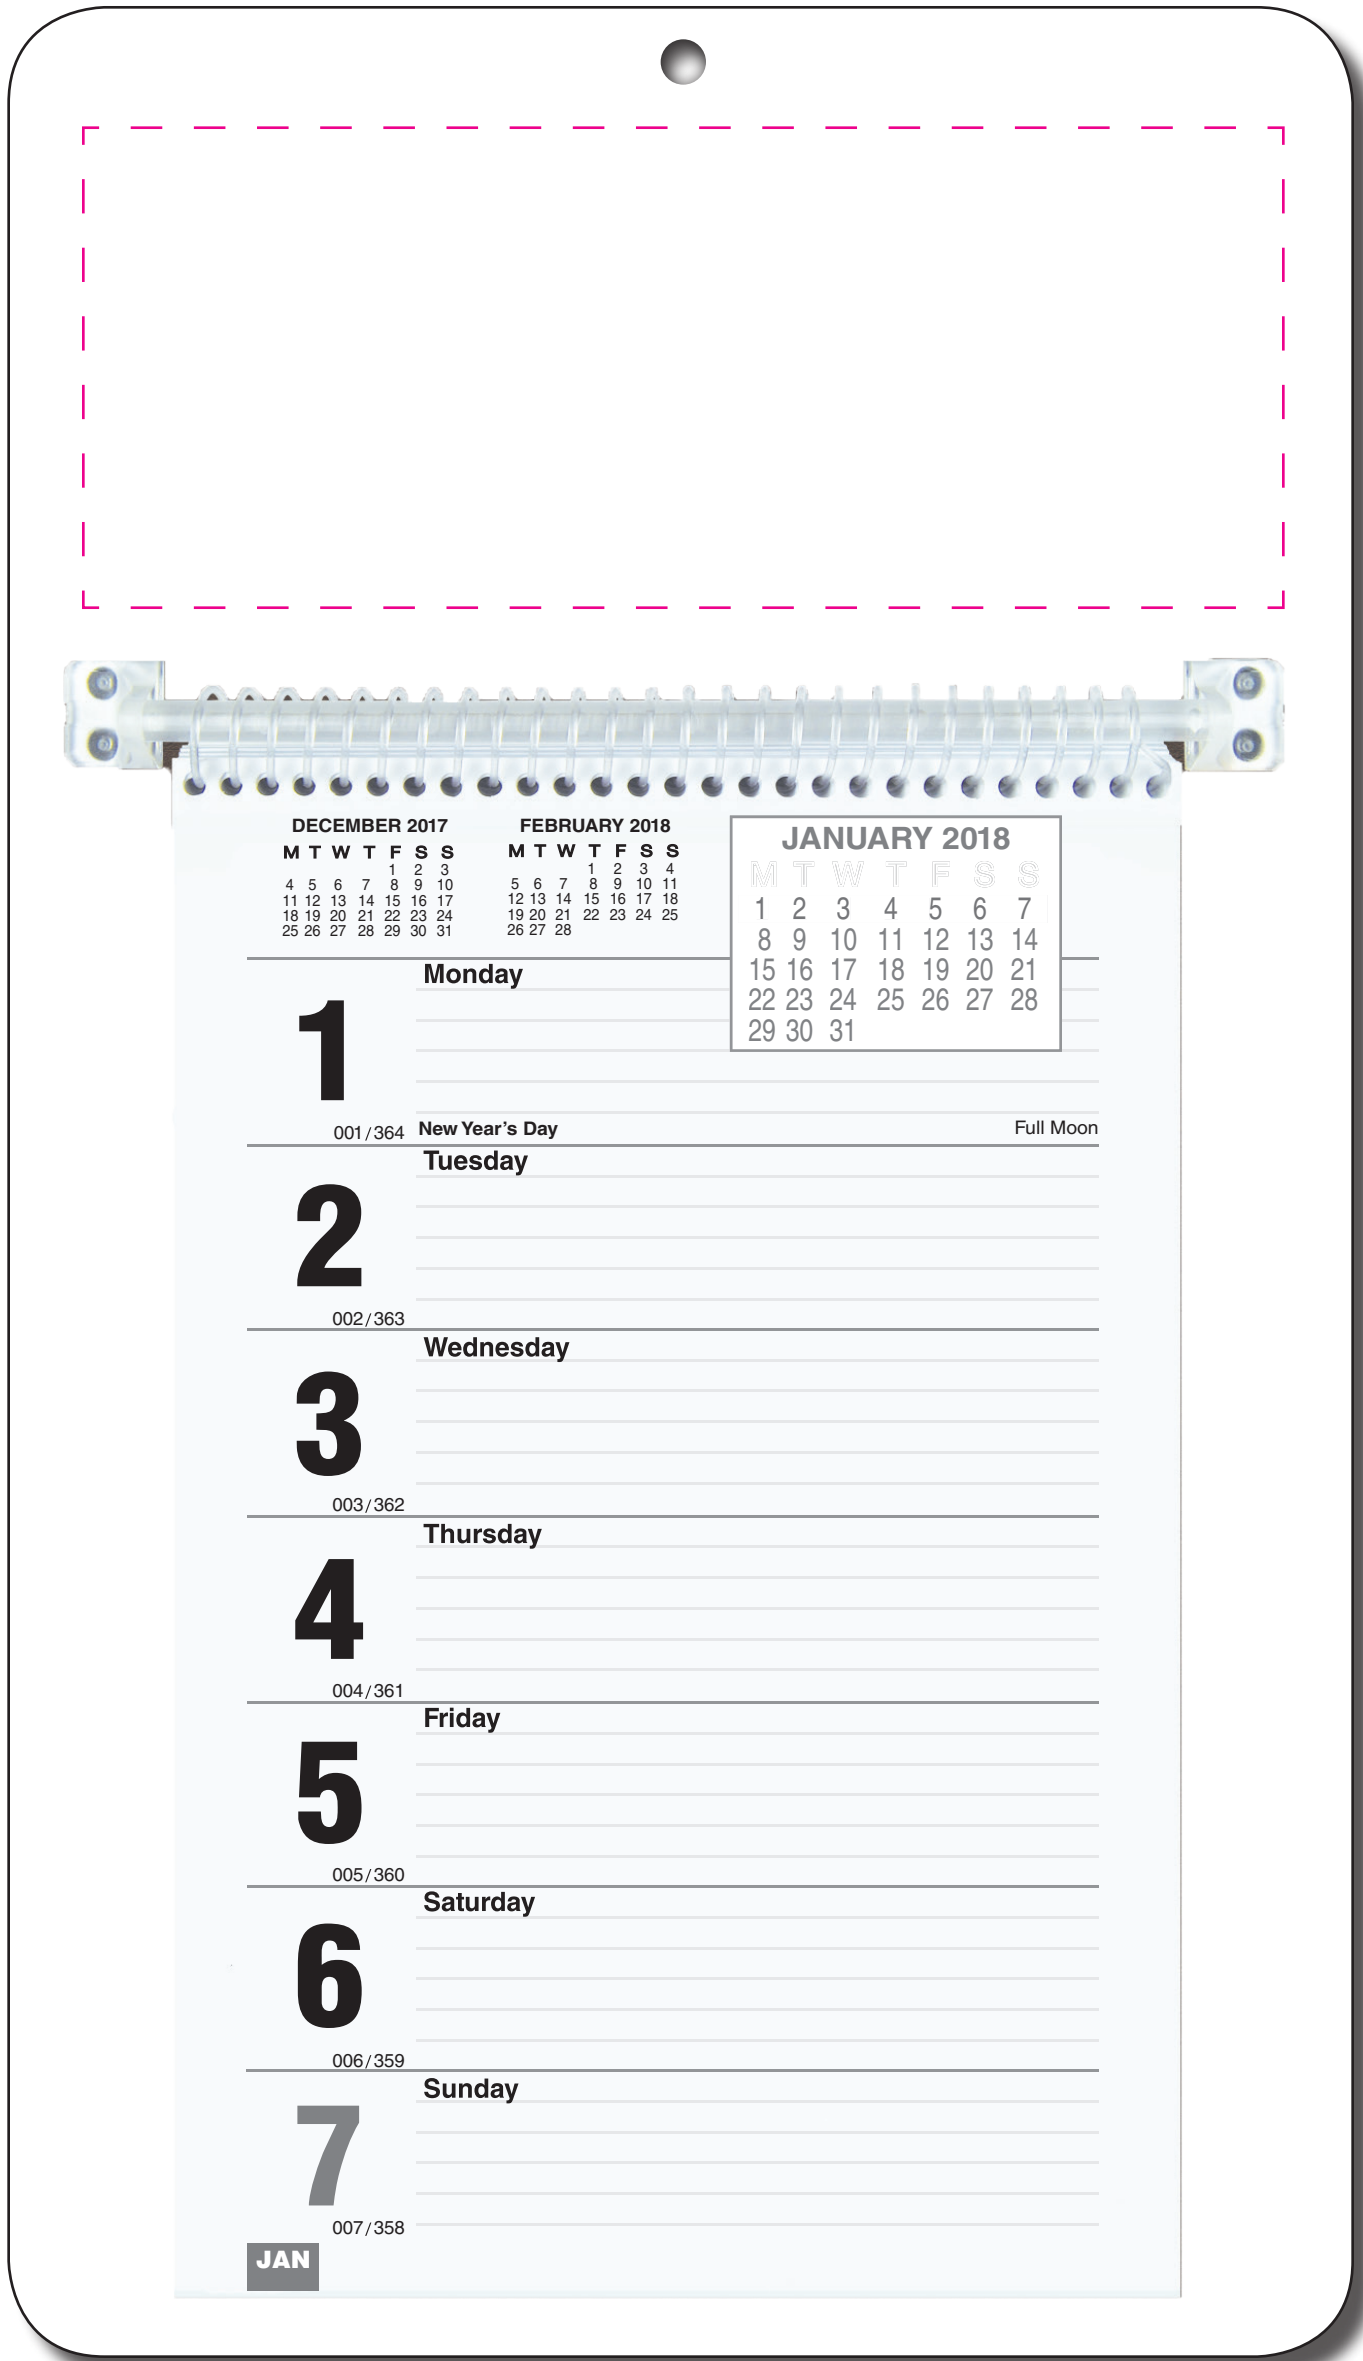 DECEMBER 2017
M T W T F S S
1 2 3
4 5 6 7 8 9 10
11 12 13 14 15 16 17
18 19 20 21 22 23 24
25 26 27 28 29 30 31
FEBRUARY 2018
M T W T F S S
1 2 3 4
5 6 7 8 9 10 11
12 13 14 15 16 17 18
19 20 21 22 23 24 25
26 27 28
JANUARY 2018
M T W T F S S
1 2 3 4 5 6 7
8 9 10 11 12 13 14
15 16 17 18 19 20 21
22 23 24 25 26 27 28
29 30 31
Monday
1
001/364 New Year's Day Full Moon
Tuesday
2
002/363
Wednesday
3
003/362
Thursday
4
004/361
Friday
5
005/360
Saturday
6
006/359
Sunday
7
007/358
JAN